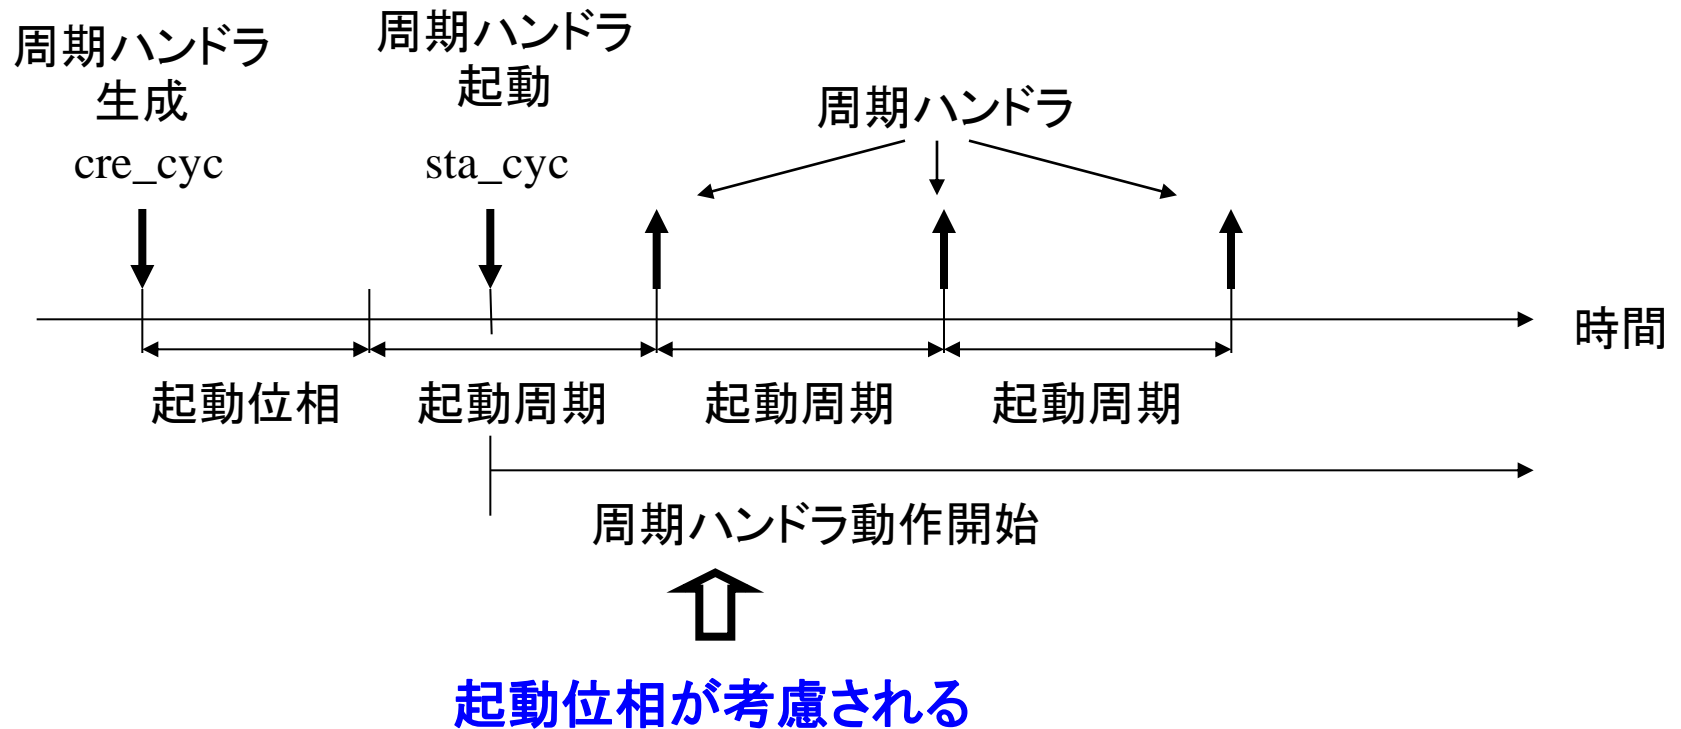 周期ハンドラ
生成
cre_cyc
周期ハンドラ
起動
sta_cyc
周期ハンドラ
時間
起動位相
起動周期
起動周期
起動周期
周期ハンドラ動作開始
起動位相が考慮される